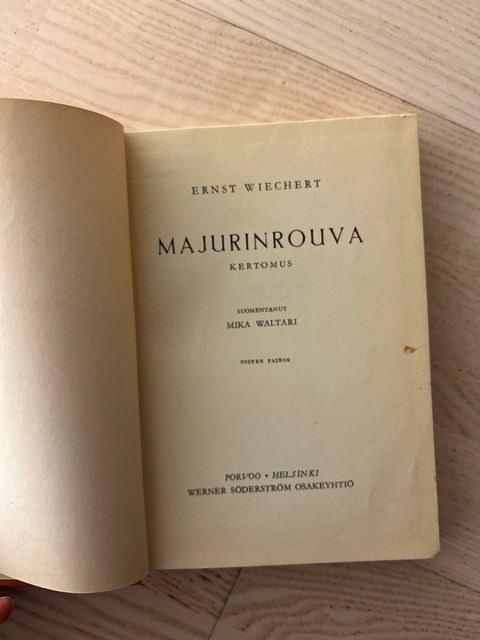 ERNST WIECHERT
MAJURINROUVA
KERTOMUS
SUOMENTANUT
MIKA WALTARI
TOINEN PAINOS
PORVOO • HELSINKI
WERNER SÖDERSTRÖM OSAKEYHTIÖ